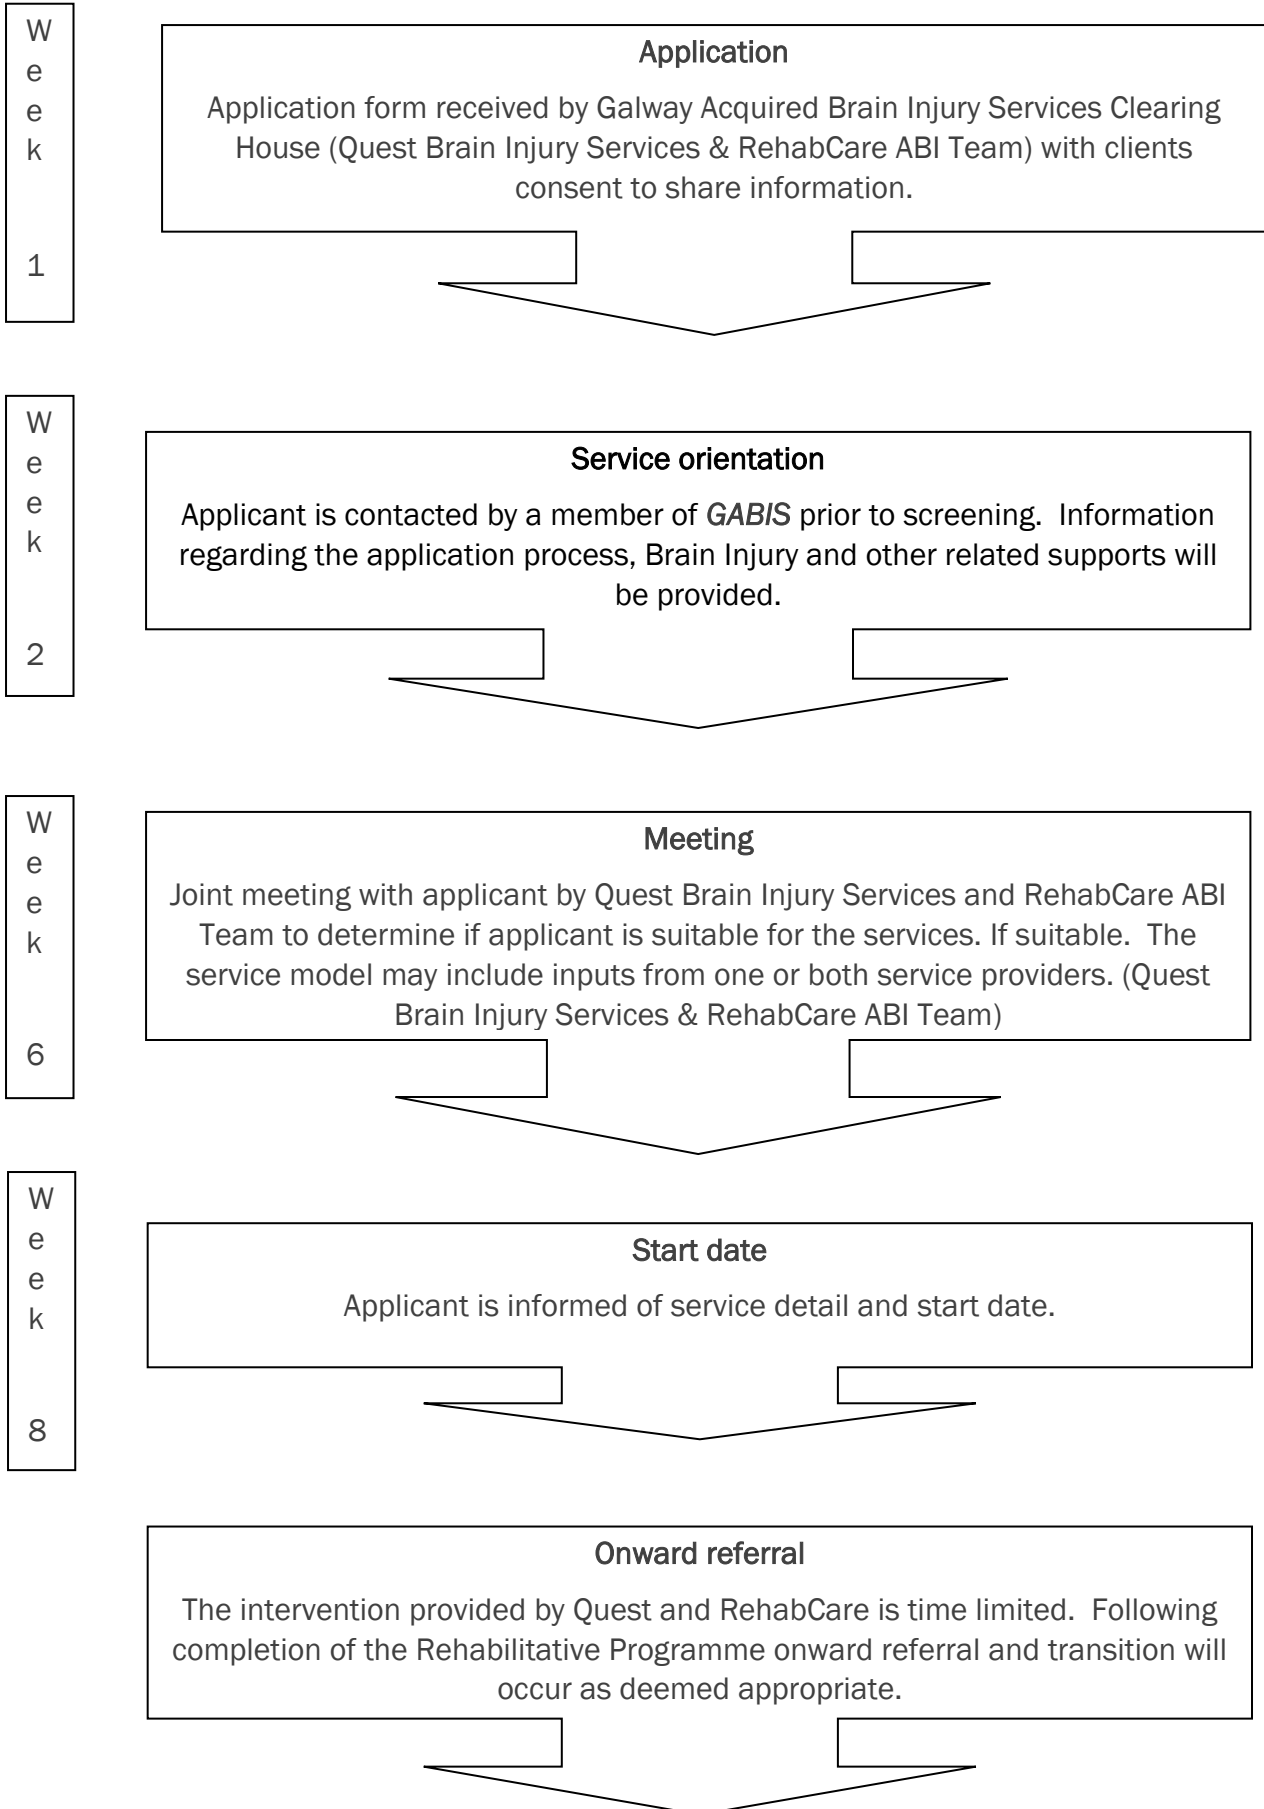 Week 1
Application
Application form received by Galway Acquired Brain Injury Services Clearing
House (Quest Brain Injury Services & RehabCare ABI Team) with clients
consent to share information.
Week 2
Service orientation
Applicant is contacted by a member of GABIS prior to screening.  Information
regarding the application process, Brain Injury and other related supports will
be provided.
Week 6
Meeting
Joint meeting with applicant by Quest Brain Injury Services and RehabCare ABI
Team to determine if applicant is suitable for the services. If suitable.  The
service model may include inputs from one or both service providers. (Quest
Brain Injury Services & RehabCare ABI Team)
Week 8
Start date
Applicant is informed of service detail and start date.
Onward referral
The intervention provided by Quest and RehabCare is time limited.  Following
completion of the Rehabilitative Programme onward referral and transition will
occur as deemed appropriate.